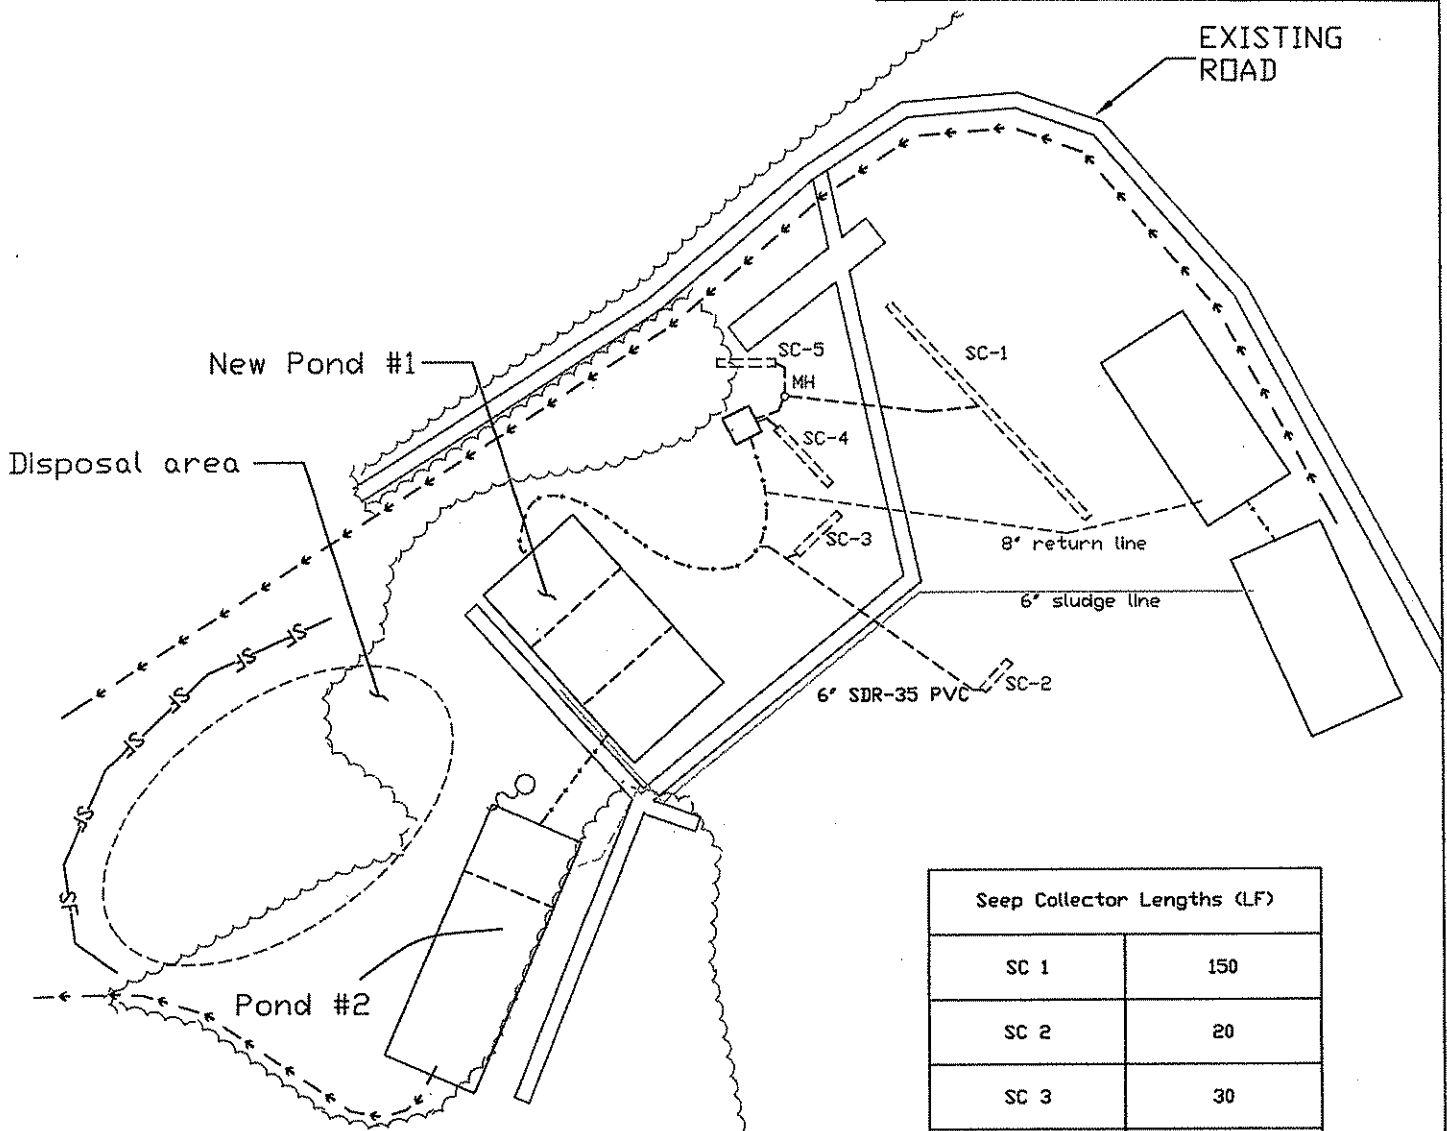 EXISTING
ROAD
New Pond #1
SC-5
SC-1
MH
SC-4
Disposal area
SC-3
8" return line
6" sludge line
SF
SF
SF
SF
SF
SF
6" SDR-35 PVC
SC-2
Pond #2
Seep Collector Lengths (LF)
SC 1 150
SC 2 20
SC 3 30